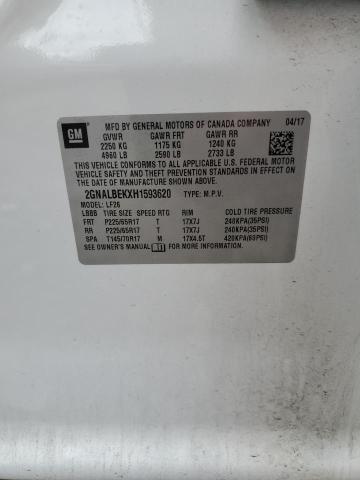 GM
MFD BY GENERAL MOTORS OF CANADA COMPANY 04/17
GVWR GAWR FRT GAWR RR
2250 KG 1175 KG 1240 KG
4960 LB 2590 LB 2733 LB
THIS VEHICLE CONFORMS TO ALL APPLICABLE U.S. FEDERAL
MOTOR VEHICLE SAFETY AND THEFT PREVENTION STANDARDS
IN EFFECT ON THE DATE OF MANUFACTURE SHOWN ABOVE.
2GNALBEKXH1593620 TYPE: M.P.V.
MODEL: LF26
LBBB TIRE SIZE SPEED RTG RIM COLD TIRE PRESSURE
FRT P225/65R17 T 17X7J 240KPA(35PSI)
RR P225/65R17 T 17X7J 240KPA(35PSI)
SPA T145/70R17 M 17X4.5T 420KPA(60PSI)
SEE OWNER'S MANUAL FOR MORE INFORMATION.